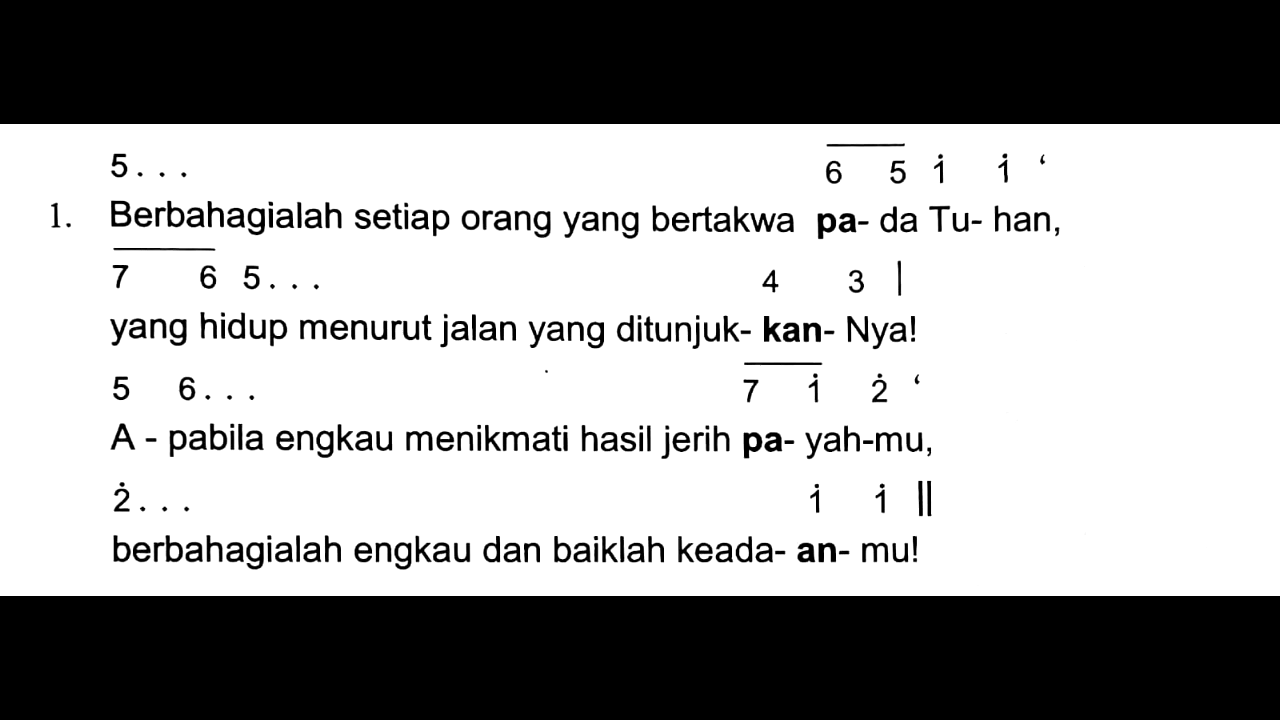 5 . . . 6 5 1̇ 1̇ ‘
1. Berbahagialah setiap orang yang bertakwa pa- da Tu- han,
7 6 5 . . . 4 3 |
yang hidup menurut jalan yang ditunjuk- kan- Nya!
5 6 . . . 7 1̇ 2̇ ‘
A - pabila engkau menikmati hasil jerih pa- yah-mu,
2̇ . . . 1̇ 1̇ ||
berbahagialah engkau dan baiklah keada- an- mu!